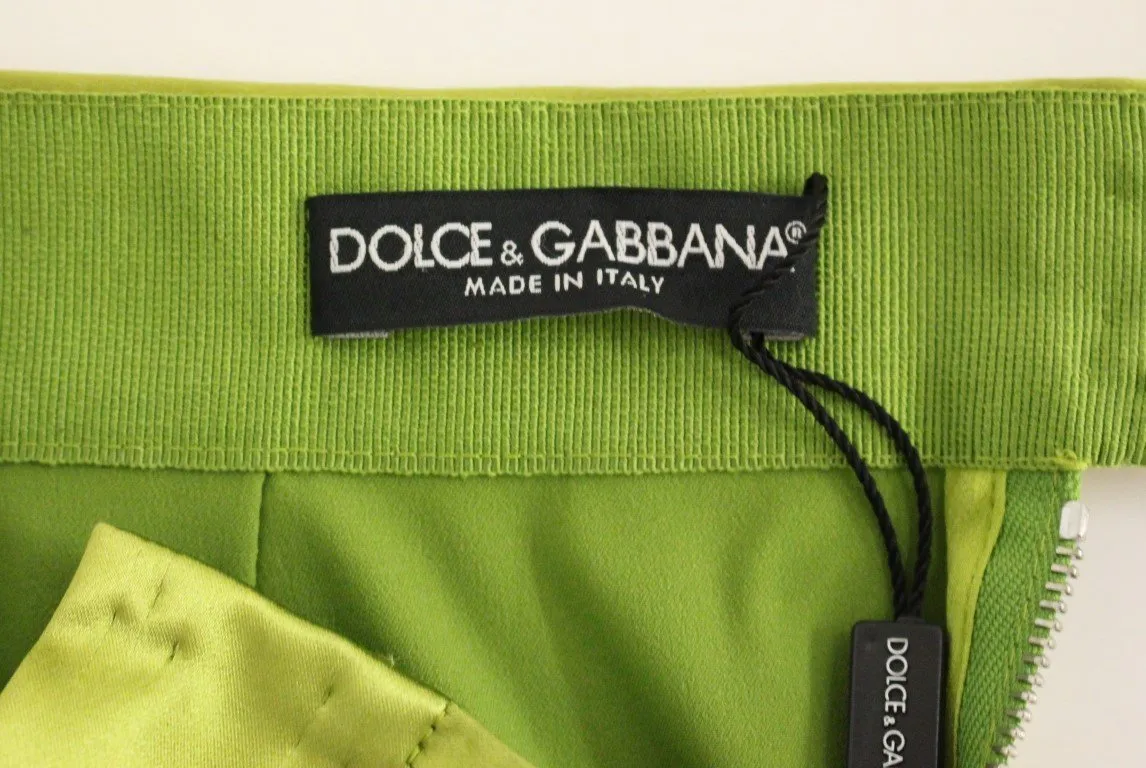 DOLCE & GABBANA®
MADE IN ITALY
DOLCE & GA